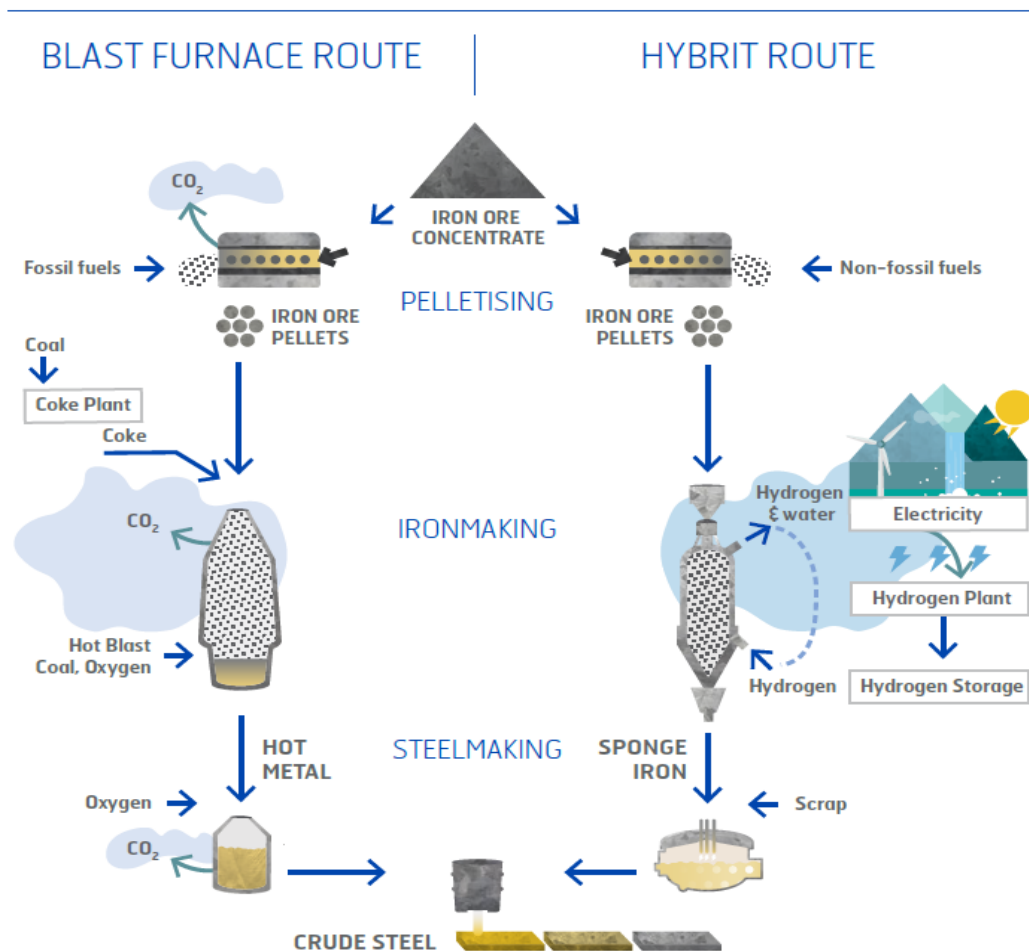 BLAST FURNACE ROUTE
HYBRIT ROUTE
CO₂
IRON ORE
CONCENTRATE
Fossil fuels
Non-fossil fuels
PELLETISING
IRON ORE
PELLETS
IRON ORE
PELLETS
Coal
Coke Plant
Coke
CO₂
IRONMAKING
Hydrogen
& water
Electricity
Hydrogen Plant
Hot Blast
Coal, Oxygen
Hydrogen
Hydrogen Storage
HOT
METAL
STEELMAKING
SPONGE
IRON
Oxygen
Scrap
CO₂
CRUDE STEEL